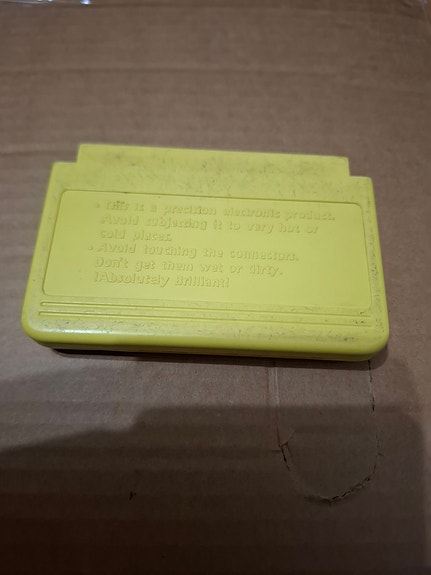 • This is a precision electronic product.
Avoid subjecting it to very hot or
cold places.
• Avoid touching the connectors.
Don't get them wet or dirty.
!Absolutely Brilliant!